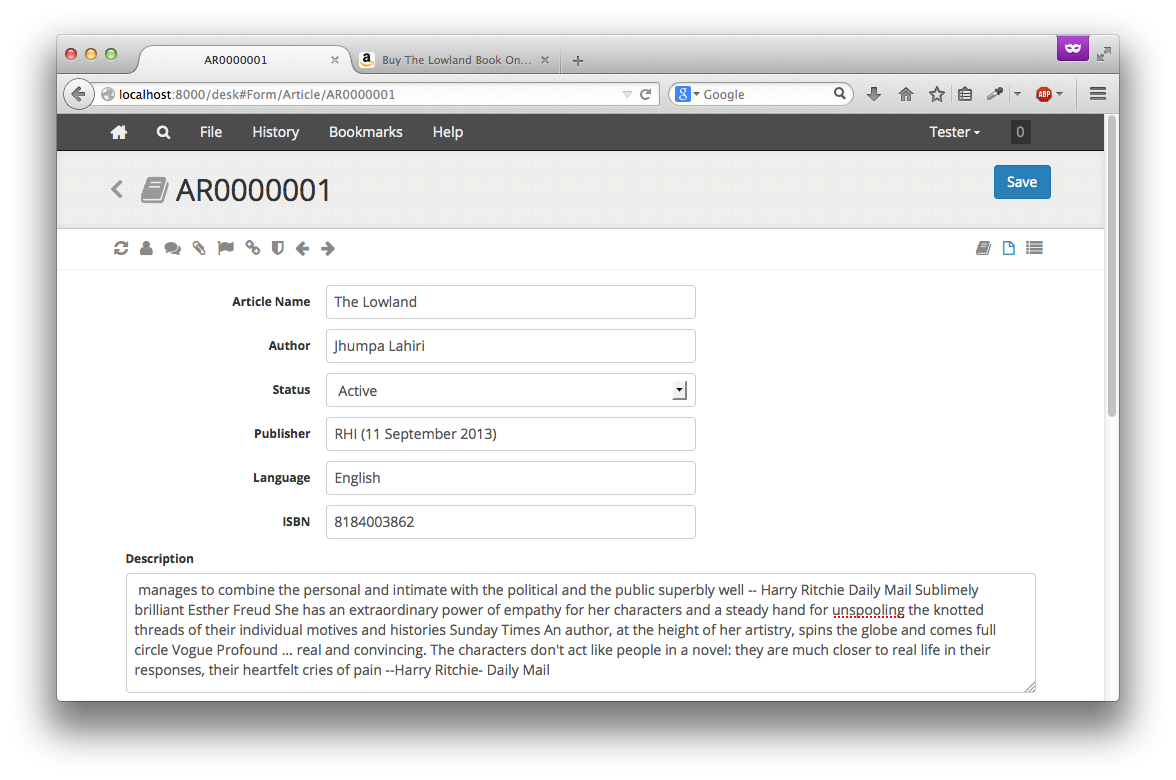 AR0000001
Buy The Lowland Book On...
localhost:8000/desk#Form/Article/AR0000001
8 Google
ABP
File History Bookmarks Help Tester 0
AR0000001
Save
Article Name The Lowland
Author Jhumpa Lahiri
Status Active
Publisher RHI (11 September 2013)
Language English
ISBN 8184003862
Description
manages to combine the personal and intimate with the political and the public superbly well -- Harry Ritchie Daily Mail Sublimely
brilliant Esther Freud She has an extraordinary power of empathy for her characters and a steady hand for unspooling the knotted
threads of their individual motives and histories Sunday Times An author, at the height of her artistry, spins the globe and comes full
circle Vogue Profound ... real and convincing. The characters don't act like people in a novel: they are much closer to real life in their
responses, their heartfelt cries of pain --Harry Ritchie- Daily Mail